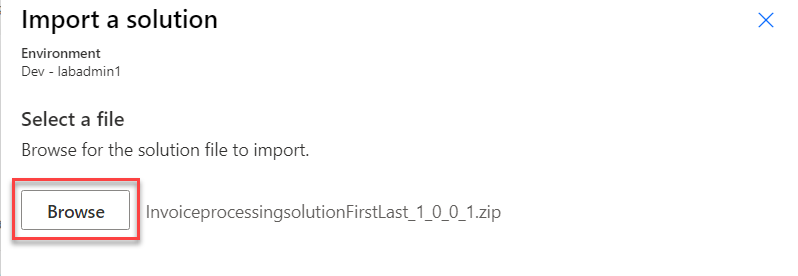 Import a solution
Environment
Dev - labadmin1
Select a file
Browse for the solution file to import.
Browse
InvoiceprocessingsolutionFirstLast_1_0_0_1.zip